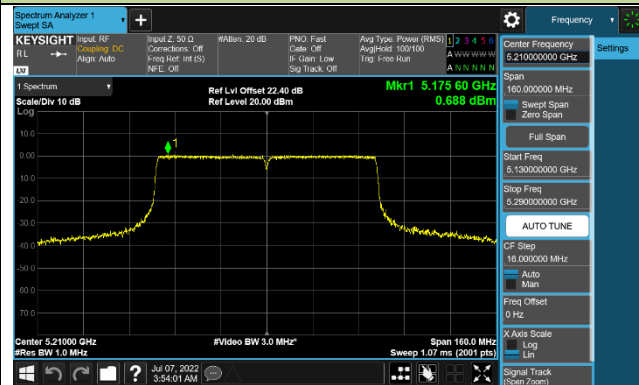 Spectrum Analyzer 1
Swept SA
+
Frequency
KEYSIGHT
RL
LXI
Input: RF
Coupling: DC
Align: Auto
Input Z: 50 Ω
Corrections: Off
Freq Ref: Int (S)
NFE: Off
#Atten: 20 dB
PNO: Fast
Gate: Off
IF Gain: Low
Sig Track: Off
Avg Type: Power (RMS)
Avg|Hold: 100/100
Trig: Free Run
1 2 3 4 5 6
A W W W W W
A N N N N N
Center Frequency
5.210000000 GHz
Settings
Span
160.000000 MHz
Swept Span
Zero Span
Full Span
Start Freq
5.130000000 GHz
Stop Freq
5.290000000 GHz
AUTO TUNE
CF Step
16.000000 MHz
Auto
Man
Freq Offset
0 Hz
X Axis Scale
Log
Lin
Signal Track
(Span Zoom)
1 Spectrum
Scale/Div 10 dB
Log
Ref Lvl Offset 22.40 dB
Ref Level 20.00 dBm
Mkr1 5.175 60 GHz
0.688 dBm
1
10.0
0.00
-10.0
-20.0
-30.0
-40.0
-50.0
-60.0
-70.0
Center 5.21000 GHz
#Res BW 1.0 MHz
#Video BW 3.0 MHz*
Span 160.0 MHz
Sweep 1.07 ms (2001 pts)
?
Jul 07, 2022
3:54:01 AM